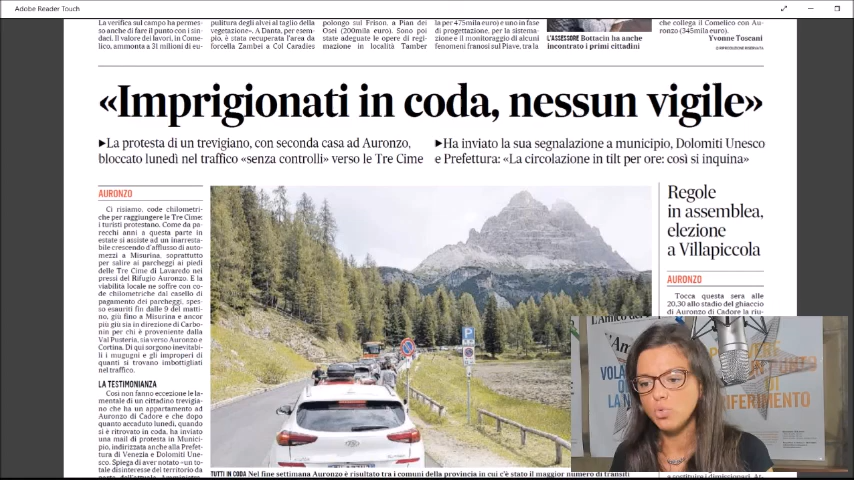 Adobe Reader Touch
La verifica sul campo ha permes-
so anche di fare il punto con i sin-
daci. Il valore dei lavori, in Come-
lico, ammonta a 31 milioni di eu-
pulitura degli alvei al taglio della
vegetazione». A Danta, per esem-
pio, è stata recuperata l'area da
forcella Zambei a Col Caradies
polongo sul Frison, a Pian dei
Osei (200mila euro). Sono poi
state adeguate le opere di regi-
mazione in località Tamber
la per 475mila euro) e uno in fase
di progettazione, per la sistema-
zione e il monitoraggio di alcuni
fenomeni franosi sul Piave, tra la
L'ASSESSORE Bottacin ha anche
incontrato i primi cittadini
che collega il Comelico con Au-
ronzo (345mila euro).
Yvonne Toscani
«Imprigionati in coda, nessun vigile»
►La protesta di un trevigiano, con seconda casa ad Auronzo,
bloccato lunedì nel traffico «senza controlli» verso le Tre Cime
►Ha inviato la sua segnalazione a municipio, Dolomiti Unesco
e Prefettura: «La circolazione in tilt per ore: così si inquina»
AURONZO
Ci risiamo, code chilometri-
che per raggiungere le Tre Cime:
i turisti protestano. Come da
parecchi anni a questa parte in
estate si assiste ad un inarresta-
bile crescendo d'afflusso di auto-
mezzi a Misurina, soprattutto
per salire ai parcheggi ai piedi
delle Tre Cime di Lavaredo nei
pressi del Rifugio Auronzo. E la
viabilità locale ne soffre con co-
de chilometriche dal casello di
pagamento dei parcheggi, spes-
so esauriti fin dalle 9 del matti-
no, giù fino a Misurina e ancor
più giù sia in direzione di Carbo-
nin per chi è proveniente dalla
Val Pusteria, sia verso Auronzo e
Cortina. Di qui sorgono inevitabi-
li i mugugni e gli improperi di
quanti si trovano imbottigliati
nel traffico.
LA TESTIMONIANZA
Così non fanno eccezione le la-
mentale di un cittadino trevigia-
no che ha un appartamento ad
Auronzo di Cadore e che dopo
quanto accaduto lunedì, quando
si è ritrovato in coda, ha inviato
una mail di protesta in Munici-
pio, indirizzata anche alla Prefet-
tura di Venezia e Dolomiti Une-
sco. Spiega di aver notato «un to-
tale disinteresse del territorio da
P
TUTTI IN CODA Nel fine settimana Auronzo è risultato tra i comuni della provincia in cui c'è stato il maggior numero di transiti
Regole
in assemblea,
elezione
a Villapiccola
AURONZO
Tocca questa sera alle
20.30 allo stadio del ghiaccio
di Auronzo di Cadore la riu-
L'Amico del